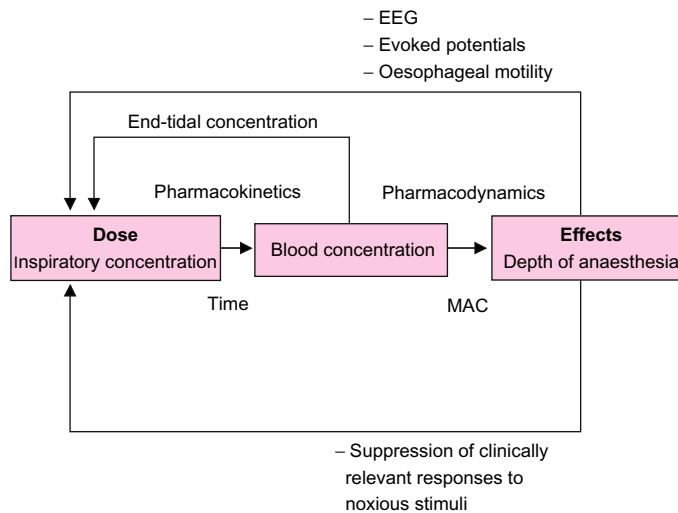 – EEG
– Evoked potentials
– Oesophageal motility
End-tidal concentration
Pharmacokinetics
Pharmacodynamics
Dose
Inspiratory concentration
Blood concentration
Effects
Depth of anaesthesia
Time
MAC
– Suppression of clinically
relevant responses to
noxious stimuli